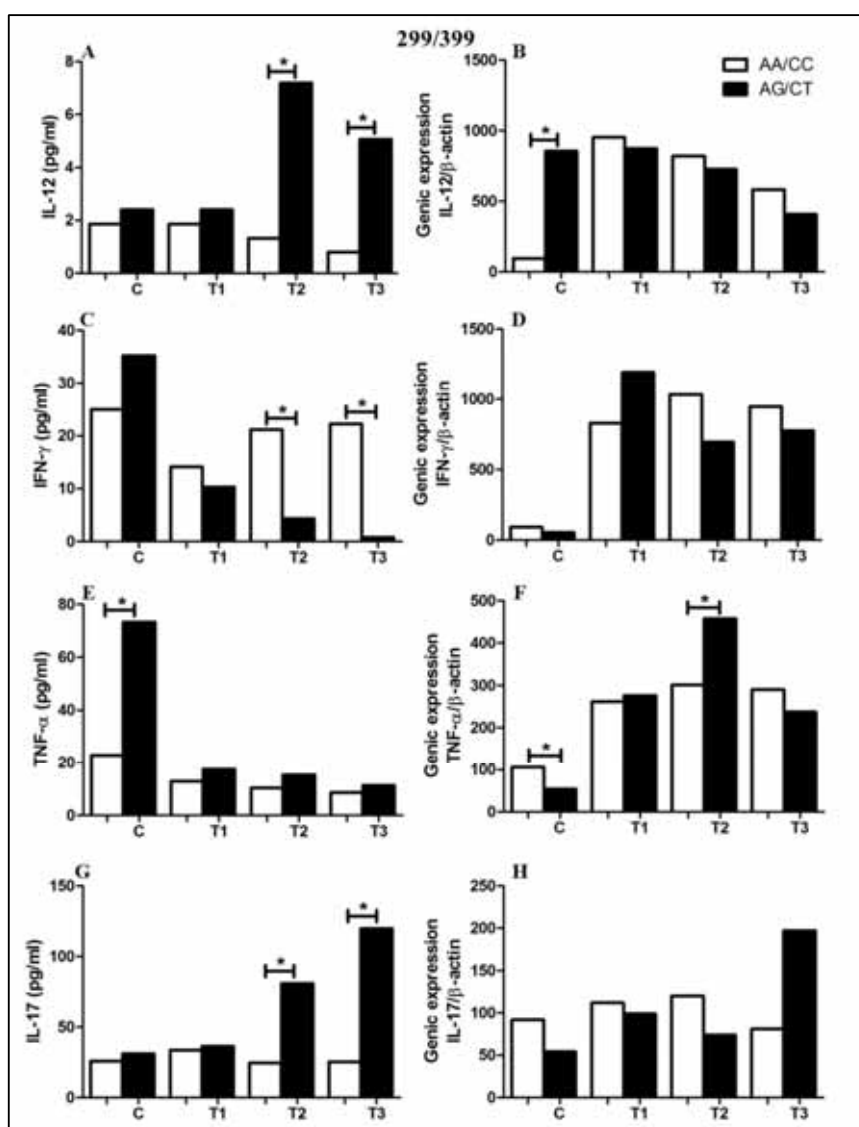 299/399
A
IL-12 (pg/ml)
8
6
4
2
0
*
*
C T1 T2 T3
B
Genic expression
IL-12/β-actin
1500
1000
500
0
*
C T1 T2 T3
AA/CC
AG/CT
C
IFN-γ (pg/ml)
40
30
20
10
0
*
*
C T1 T2 T3
D
Genic expression
IFN-γ/β-actin
1500
1000
500
0
C T1 T2 T3
E
TNF-α (pg/ml)
80
60
40
20
0
*
C T1 T2 T3
F
Genic expression
TNF-α/β-actin
500
400
300
200
100
0
*
*
C T1 T2 T3
G
IL-17 (pg/ml)
150
100
50
0
*
*
C T1 T2 T3
H
Genic expression
IL-17/β-actin
250
200
150
100
50
0
C T1 T2 T3